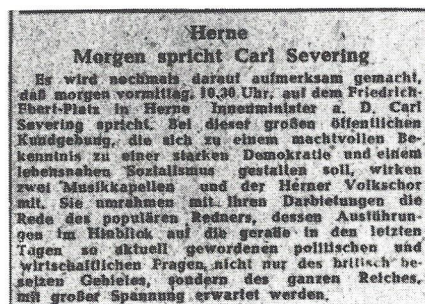 Herne
Morgen spricht Carl Severing
Es wird nochmals darauf aufmerksam gemacht,
daß morgen vormittag, 10.30 Uhr, auf dem Friedrich-
Ebert-Platz in Herne Innenminister a. D. Carl
Severing spricht. Bei dieser großen öffentlichen
Kundgebung, die sich zu einem machtvollen Be-
kenntnis zu einer starken Demokratie und einem
lebensnahen Sozialismus gestalten soll, wirken
zwei Musikkapellen und der Herner Volkschor
mit. Sie umrahmen mit ihren Darbietungen die
Rede des populären Redners, dessen Ausführun-
gen im Hinblick auf die gerade in den letzten
Tagen so aktuell gewordenen politischen und
wirtschaftlichen Fragen, nicht nur des britisch be-
setzten Gebietes, sondern des ganzen Reiches,
mit großer Spannung erwartet werden.